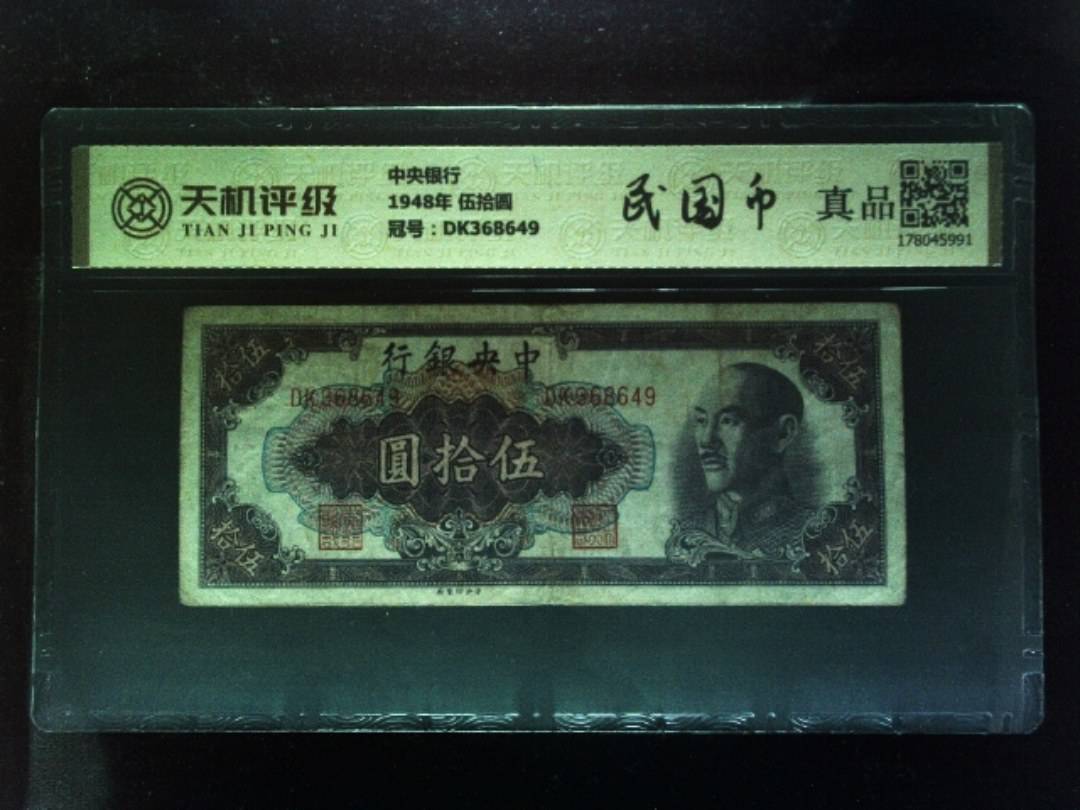 天机评级
TIAN JI PING JI
中央银行
1948年 伍拾圆
冠号：DK368649
民国币
真品
178045991
行銀央中
拾伍
拾伍
DK368649
DK368649
圓拾伍
拾伍
拾伍